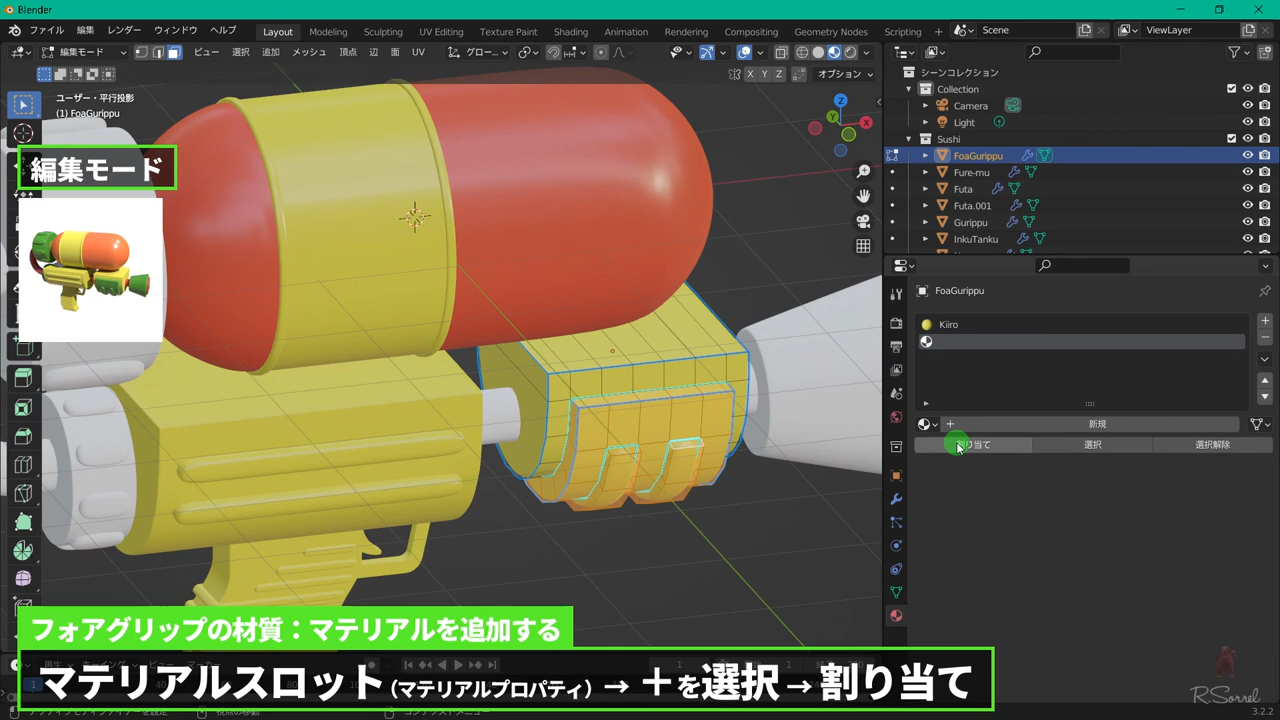 Blender
ファイル 編集 レンダー ウィンドウ ヘルプ Layout Modeling Sculpting UV Editing Texture Paint Shading Animation Rendering Compositing Geometry Nodes Scripting Scene ViewLayer
編集モード ビュー 選択 追加 メッシュ 頂点 辺 面 UV グロー...
X Y Z オプション
ユーザー・平行投影
(1) FoaGurippu
編集モード
Z
Y
X
シーンコレクション
Collection
Camera
Light
Sushi
FoaGurippu
Fure-mu
Futa
Futa.001
Gurippu
InkuTanku
FoaGurippu
Kiiro
新規
割り当て 選択 選択解除
フォアグリップの材質：マテリアルを追加する
マテリアルスロット（マテリアルプロパティ）→ ＋を選択 → 割り当て
R.Sorrel
3.2.2